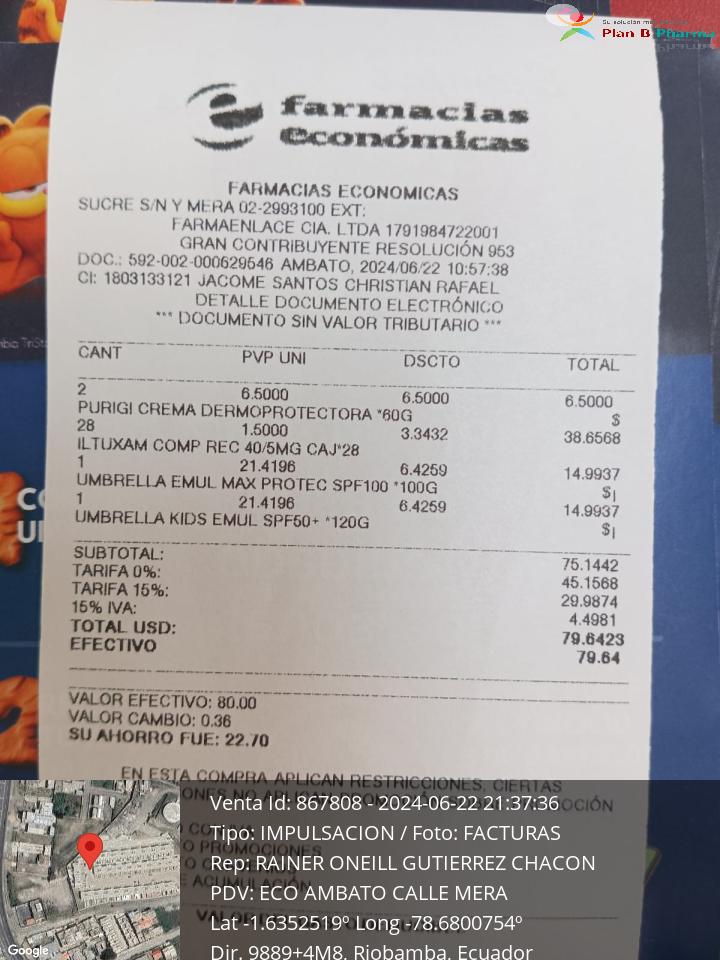 Su solución
Plan B Pharma
farmacias
económicas
FARMACIAS ECONOMICAS
SUCRE S/N Y MERA 02-2993100 EXT:
FARMAENLACE CIA. LTDA 1791984722001
GRAN CONTRIBUYENTE RESOLUCIÓN 953
DOC.: 592-002-000629546 AMBATO, 2024/06/22 10:57:38
CI: 1803133121 JACOME SANTOS CHRISTIAN RAFAEL
DETALLE DOCUMENTO ELECTRÓNICO
*** DOCUMENTO SIN VALOR TRIBUTARIO ***
CANT PVP UNI DSCTO TOTAL
2 6.5000 6.5000 6.5000
PURIGI CREMA DERMOPROTECTORA *60G $
28 1.5000 3.3432 38.6568
ILTUXAM COMP REC 40/5MG CAJ*28
1 21.4196 6.4259 14.9937
UMBRELLA EMUL MAX PROTEC SPF100 *100G $|
1 21.4196 6.4259 14.9937
UMBRELLA KIDS EMUL SPF50+ *120G $|
SUBTOTAL: 75.1442
TARIFA 0%: 45.1568
TARIFA 15%: 29.9874
15% IVA: 4.4981
TOTAL USD: 79.6423
EFECTIVO 79.64
VALOR EFECTIVO: 80.00
VALOR CAMBIO: 0.36
SU AHORRO FUE: 22.70
EN ESTA COMPRA APLICAN RESTRICCIONES, CIERTAS
Venta Id: 867808 - 2024-06-22 21:37:36
Tipo: IMPULSACION / Foto: FACTURAS
Rep: RAINER ONEILL GUTIERREZ CHACON
PDV: ECO AMBATO CALLE MERA
Lat -1.6352519º Long -78.6800754º
Dir. 9889+4M8, Riobamba, Ecuador
Google